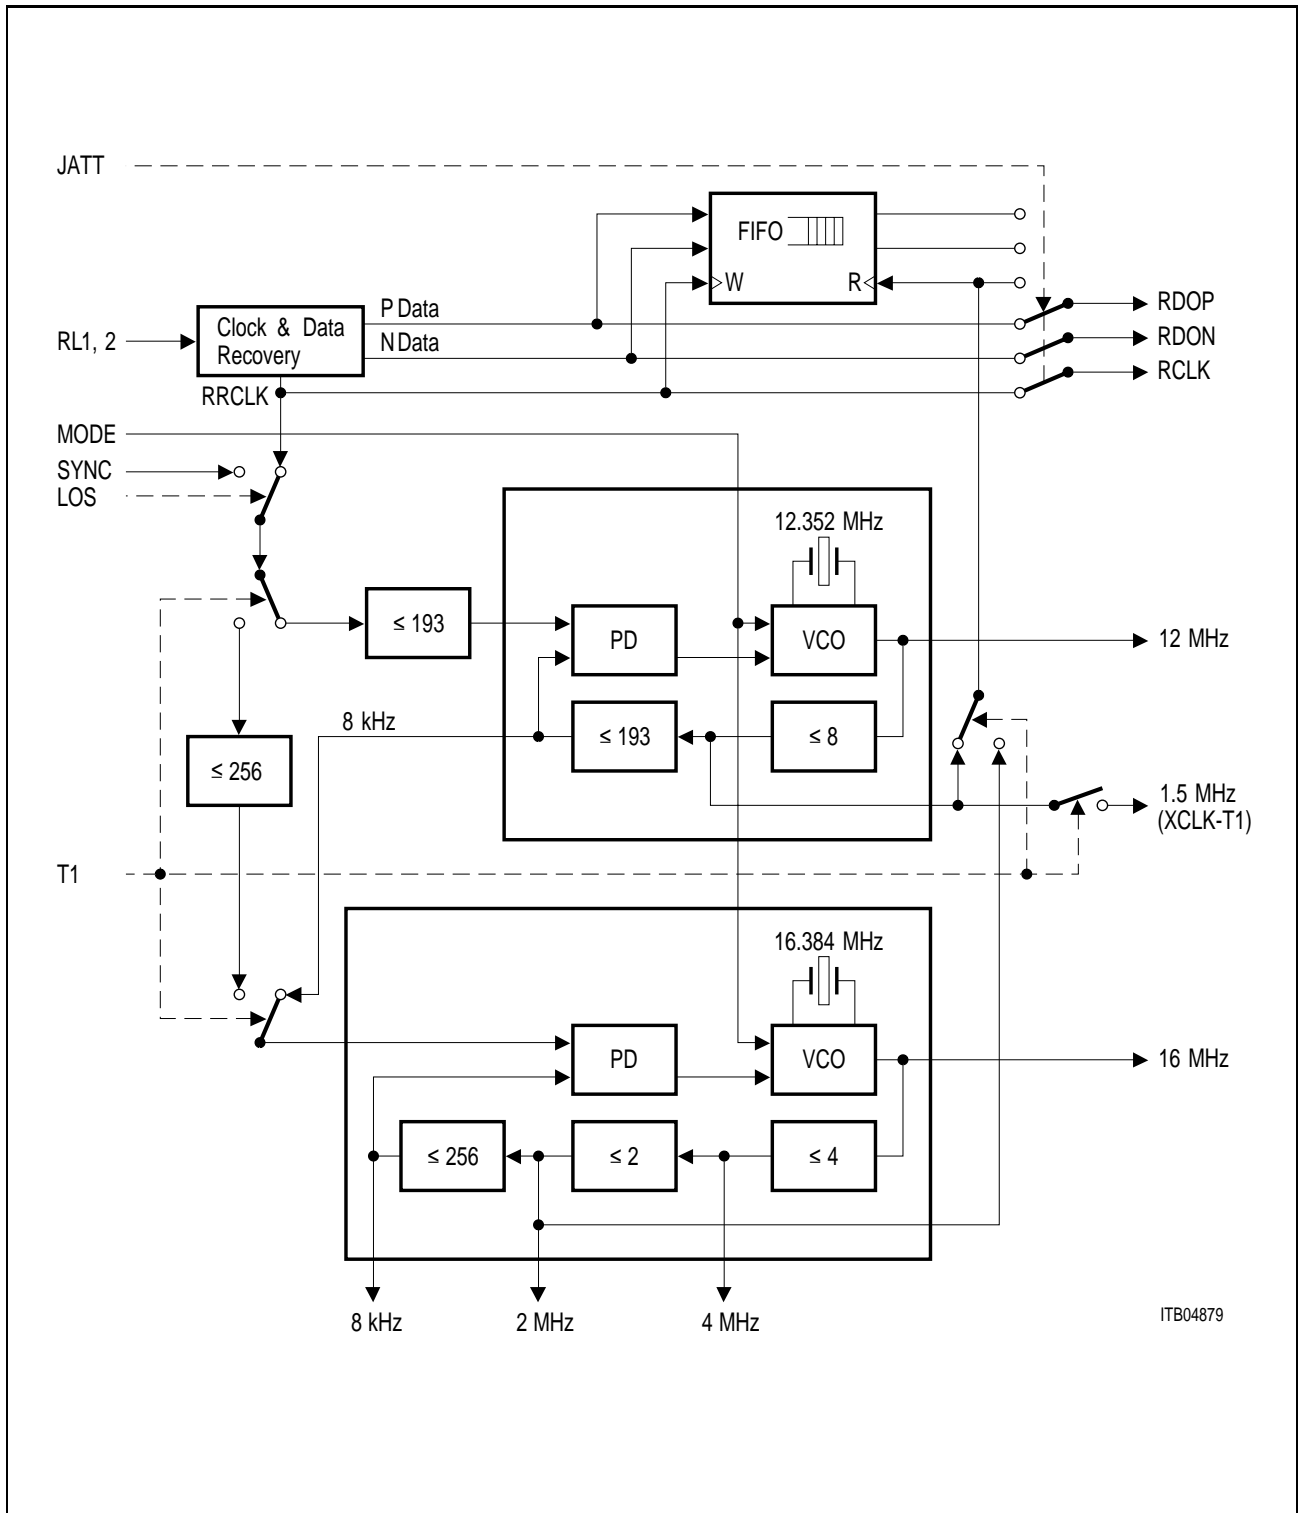 JATT
FIFO
W
R
P Data
N Data
Clock & Data
Recovery
RL1, 2
RRCLK
RDOP
RDON
RCLK
MODE
SYNC
LOS
12.352 MHz
≤ 193
PD
VCO
12 MHz
8 kHz
≤ 193
≤ 8
≤ 256
1.5 MHz
(XCLK-T1)
T1
16.384 MHz
PD
VCO
16 MHz
≤ 256
≤ 2
≤ 4
8 kHz
2 MHz
4 MHz
ITB04879